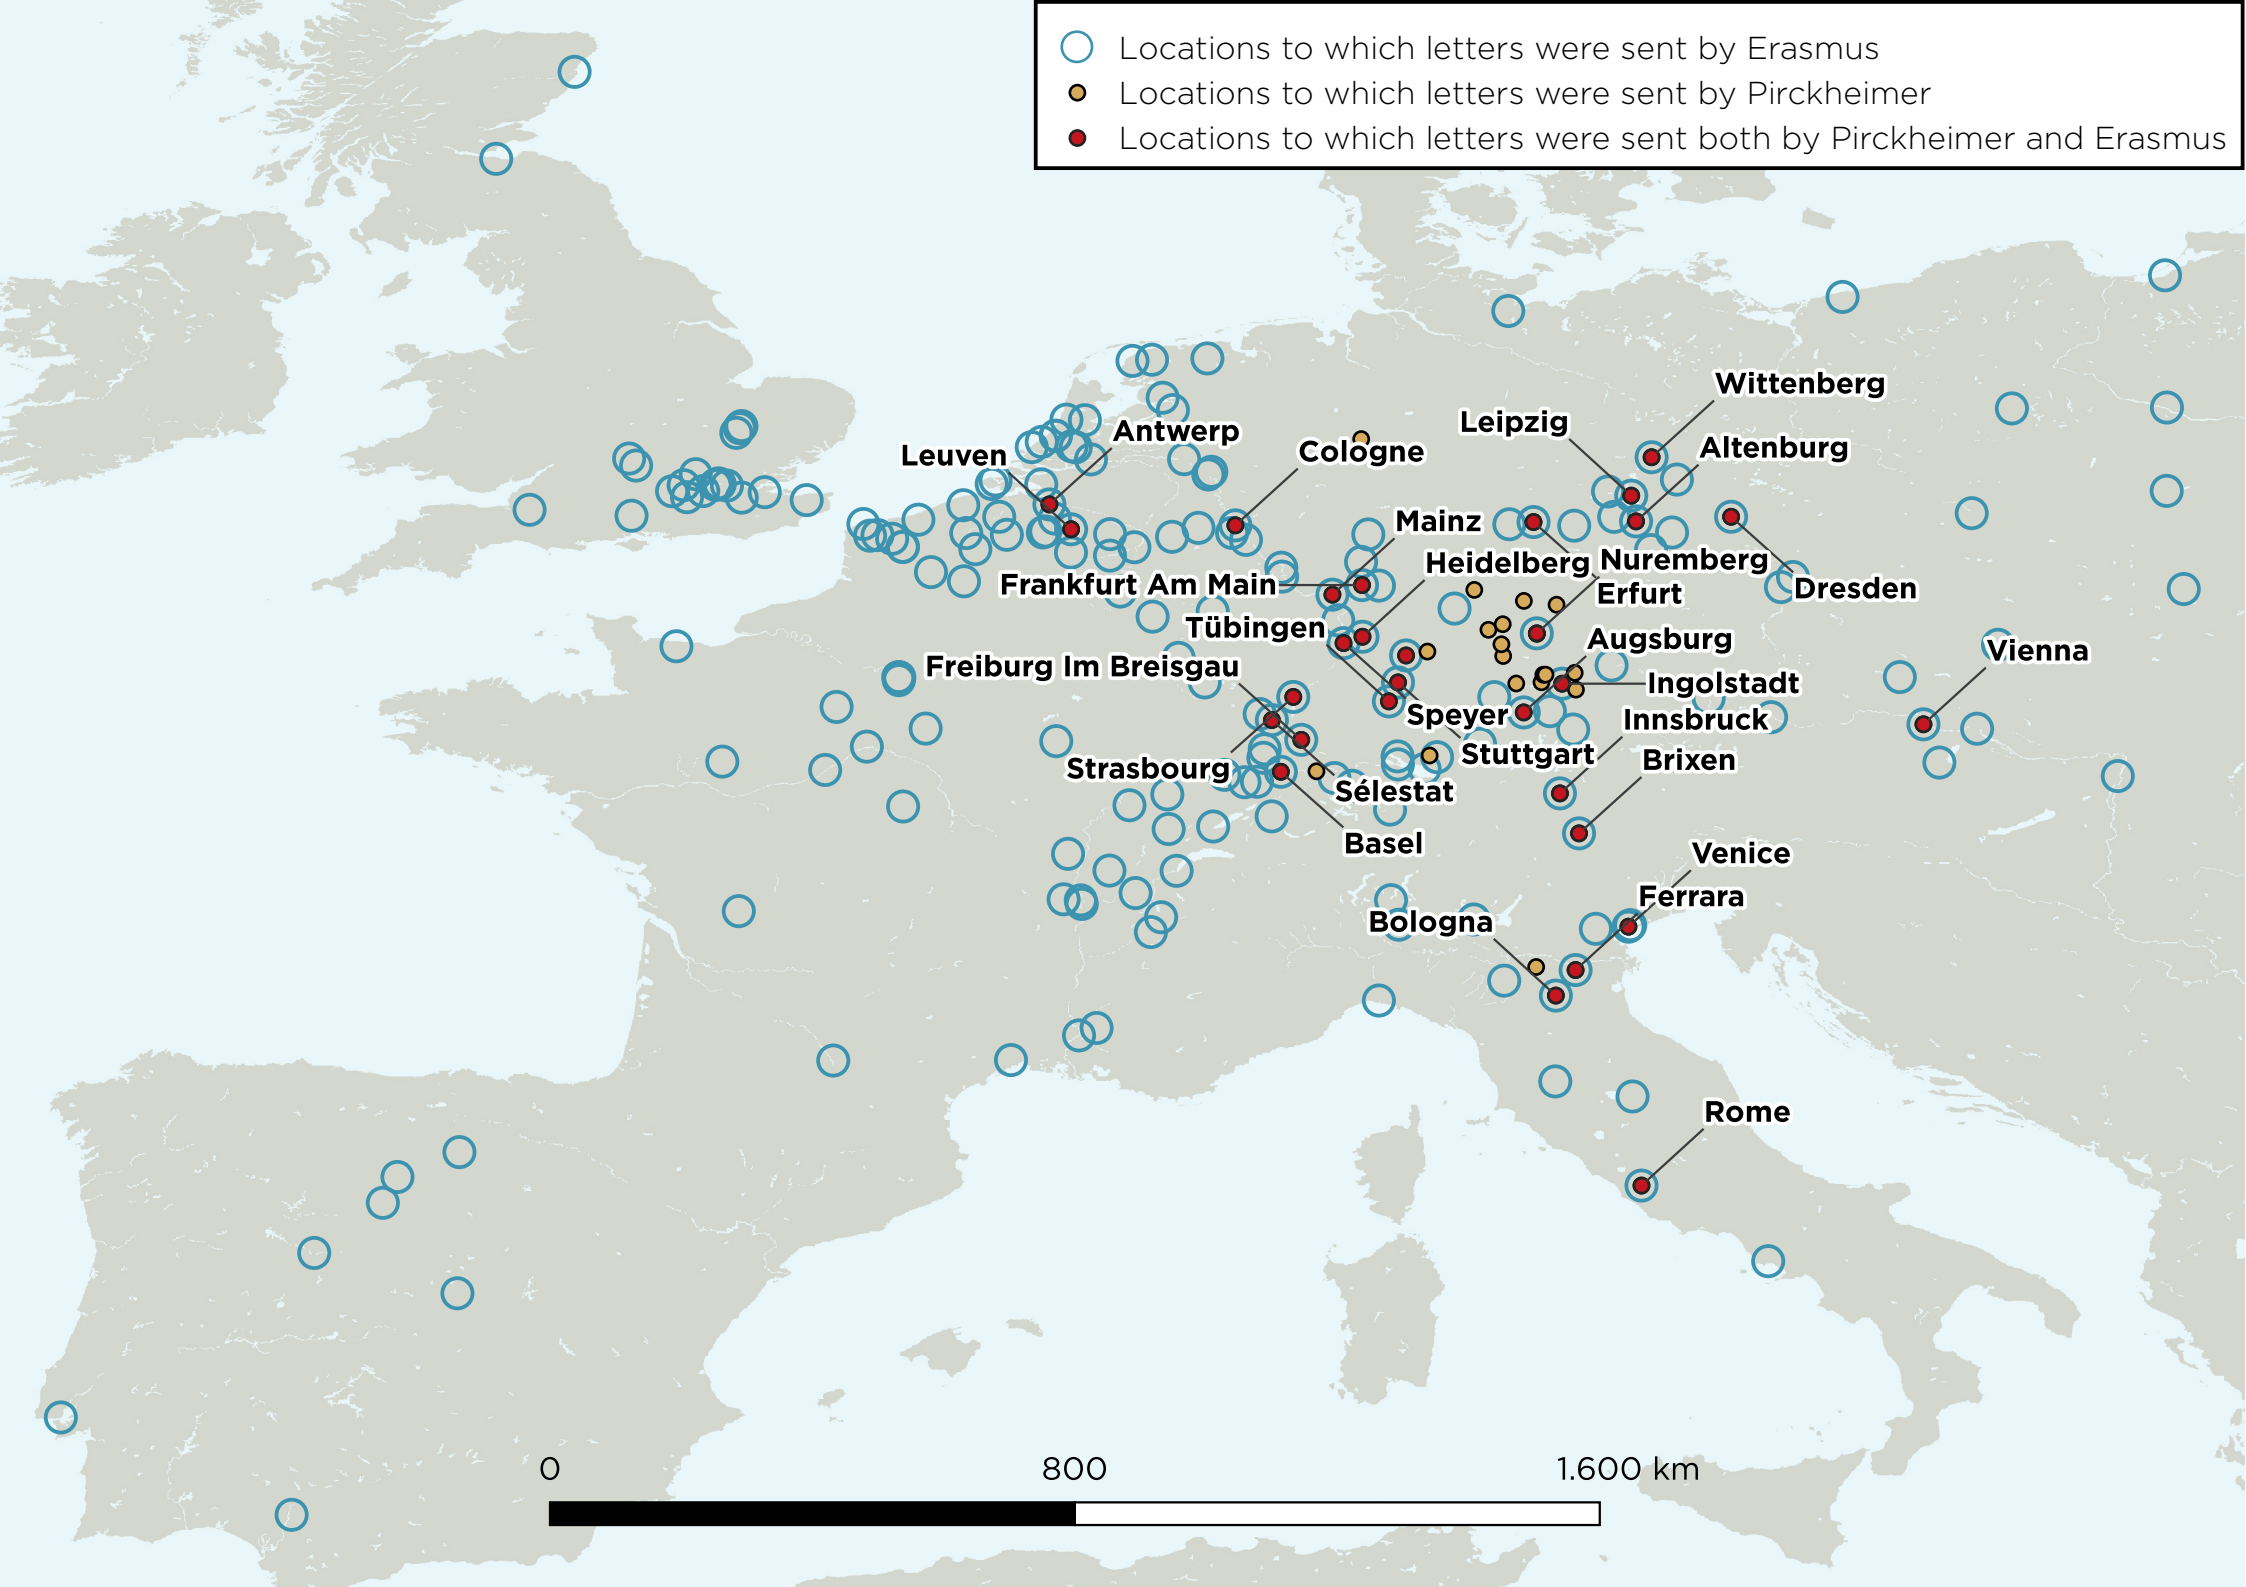 Locations to which letters were sent by Erasmus
Locations to which letters were sent by Pirckheimer
Locations to which letters were sent both by Pirckheimer and Erasmus
Wittenberg
Leipzig
Antwerp
Altenburg
Leuven
Cologne
Mainz
Nuremberg
Heidelberg
Frankfurt Am Main
Dresden
Erfurt
Tübingen
Augsburg
Vienna
Freiburg Im Breisgau
Ingolstadt
Speyer
Innsbruck
Stuttgart
Brixen
Strasbourg
Sélestat
Basel
Venice
Ferrara
Bologna
Rome
0 800 1.600 km